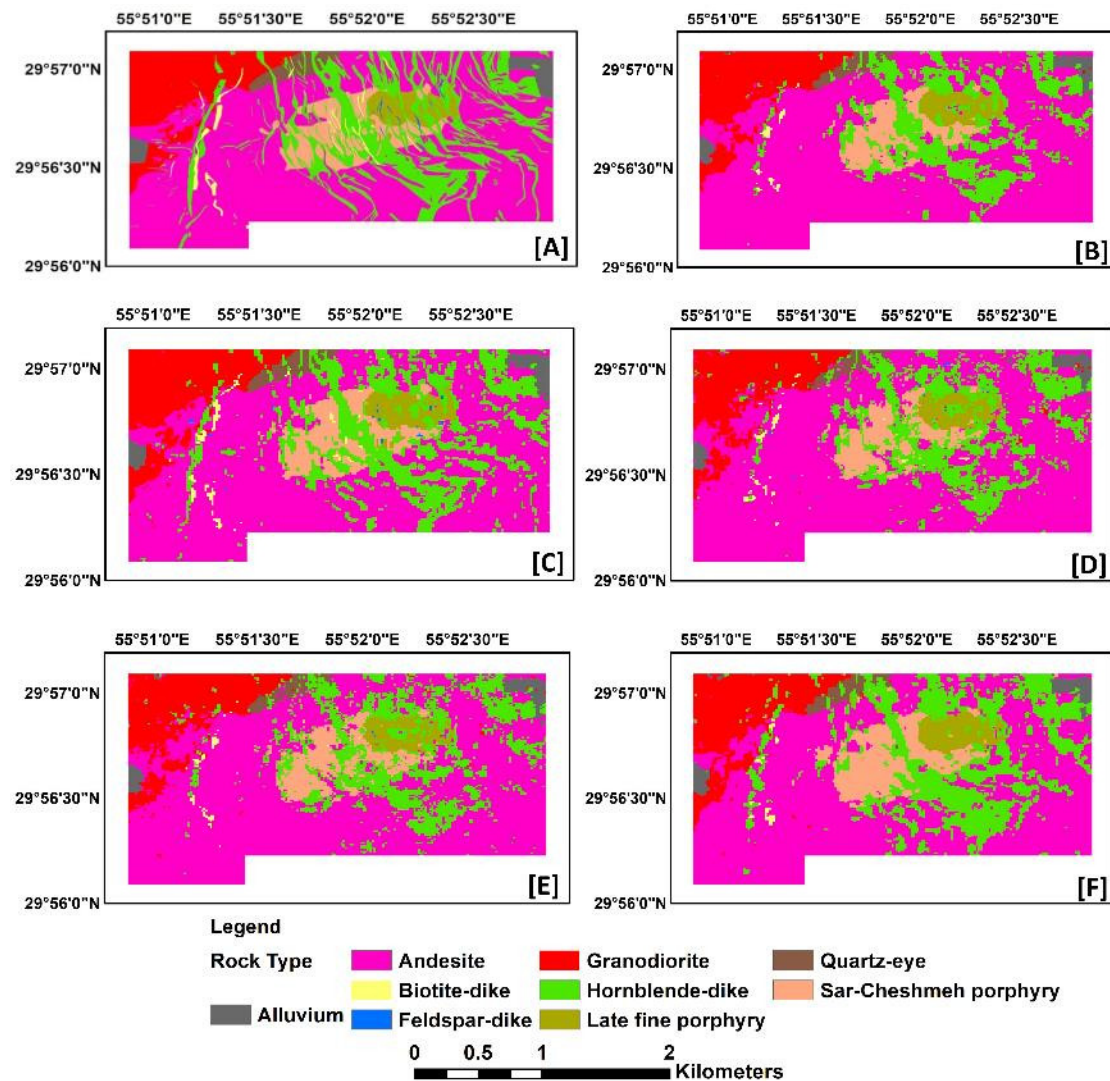 55°51'0"E 55°51'30"E 55°52'0"E 55°52'30"E
29°57'0"N
29°56'30"N
29°56'0"N
[A]
55°51'0"E 55°51'30"E 55°52'0"E 55°52'30"E
29°57'0"N
29°56'30"N
29°56'0"N
[B]
55°51'0"E 55°51'30"E 55°52'0"E 55°52'30"E
29°57'0"N
29°56'30"N
29°56'0"N
[C]
55°51'0"E 55°51'30"E 55°52'0"E 55°52'30"E
29°57'0"N
29°56'30"N
29°56'0"N
[D]
55°51'0"E 55°51'30"E 55°52'0"E 55°52'30"E
29°57'0"N
29°56'30"N
29°56'0"N
[E]
55°51'0"E 55°51'30"E 55°52'0"E 55°52'30"E
29°57'0"N
29°56'30"N
29°56'0"N
[F]
Legend
Rock Type Andesite Granodiorite Quartz-eye
Biotite-dike Hornblende-dike Sar-Cheshmeh porphyry
Alluvium Feldspar-dike Late fine porphyry
0 0.5 1 2
Kilometers